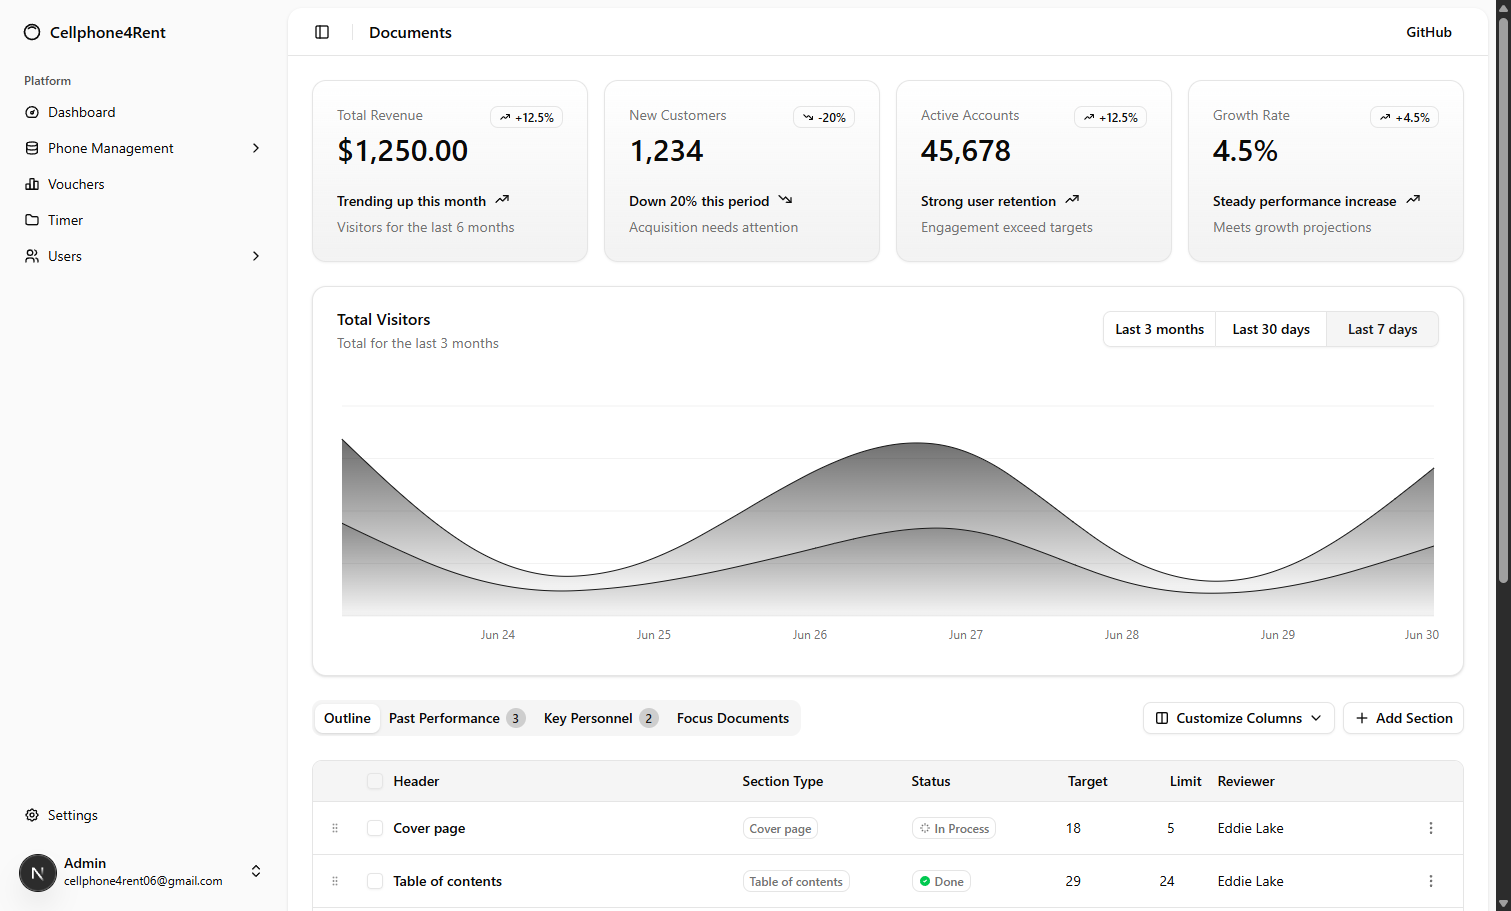 Cellphone4Rent
Platform
Dashboard
Phone Management
Vouchers
Timer
Users
Settings
N
Admin
cellphone4rent06@gmail.com
Documents
GitHub
Total Revenue
+12.5%
$1,250.00
Trending up this month
Visitors for the last 6 months
New Customers
-20%
1,234
Down 20% this period
Acquisition needs attention
Active Accounts
+12.5%
45,678
Strong user retention
Engagement exceed targets
Growth Rate
+4.5%
4.5%
Steady performance increase
Meets growth projections
Total Visitors
Total for the last 3 months
Last 3 months Last 30 days Last 7 days
Jun 24 Jun 25 Jun 26 Jun 27 Jun 28 Jun 29 Jun 30
Outline Past Performance 3 Key Personnel 2 Focus Documents
Customize Columns Add Section
Header Section Type Status Target Limit Reviewer
Cover page Cover page In Process 18 5 Eddie Lake
Table of contents Table of contents Done 29 24 Eddie Lake